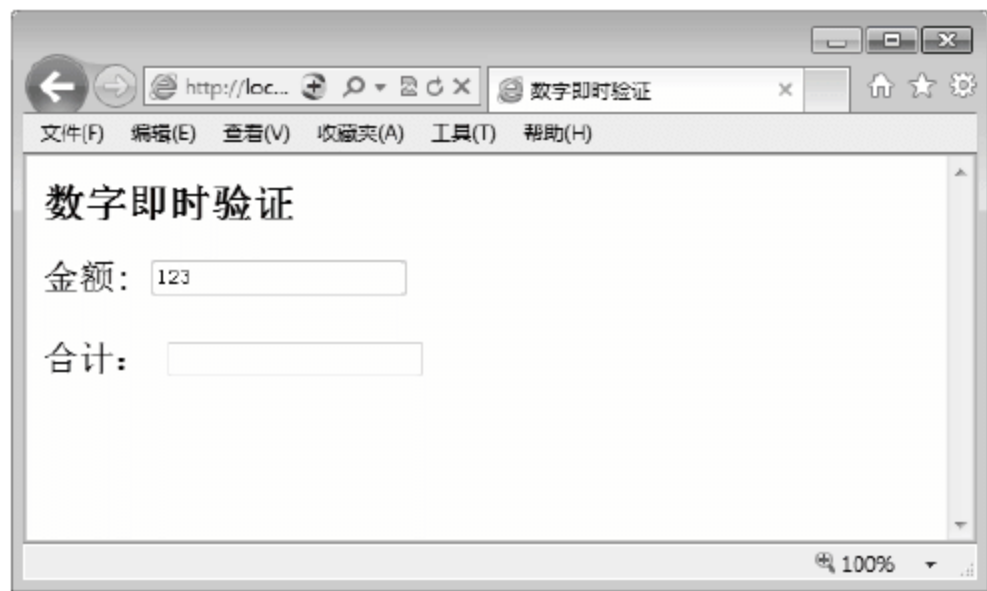 http://loc...
数字即时验证
文件(F) 编辑(E) 查看(V) 收藏夹(A) 工具(T) 帮助(H)
数字即时验证
金额: 123
合计：
100%